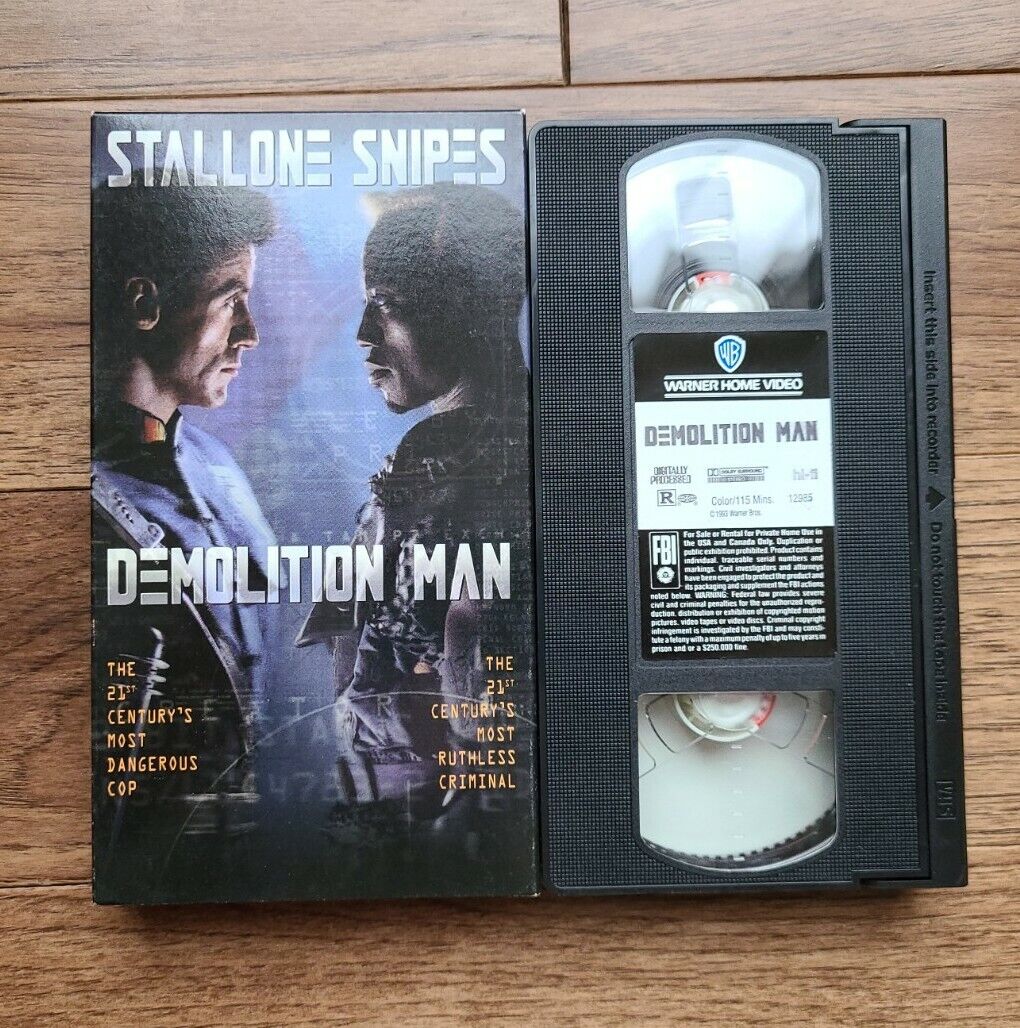 STALLONE SNIPES
DEMOLITION MAN
THE
21ST
CENTURY'S
MOST
DANGEROUS
COP
THE
21ST
CENTURY'S
MOST
RUTHLESS
CRIMINAL
WB
WARNER HOME VIDEO
DEMOLITION MAN
DIGITALLY
PROCESSED
DOLBY SURROUND
hi-fi
R
Color/115 Mins.
12985
©1993 Warner Bros.
FBI
For Sale or Rental for Private Home Use in
the USA and Canada Only. Duplication or
public exhibition prohibited. Product contains
individual, traceable serial numbers and
markings. Civil investigators and attorneys
have been engaged to protect the product and
its packaging and supplement the FBI actions
noted below. WARNING: Federal law provides severe
civil and criminal penalties for the unauthorized repro-
duction, distribution or exhibition of copyrighted motion
pictures, video tapes or video discs. Criminal copyright
infringement is investigated by the FBI and may consti-
tute a felony with a maximum penalty of up to five years in
prison and or a $250.000 fine.
Insert this side into recorder
Do not touch the tape inside
VHS